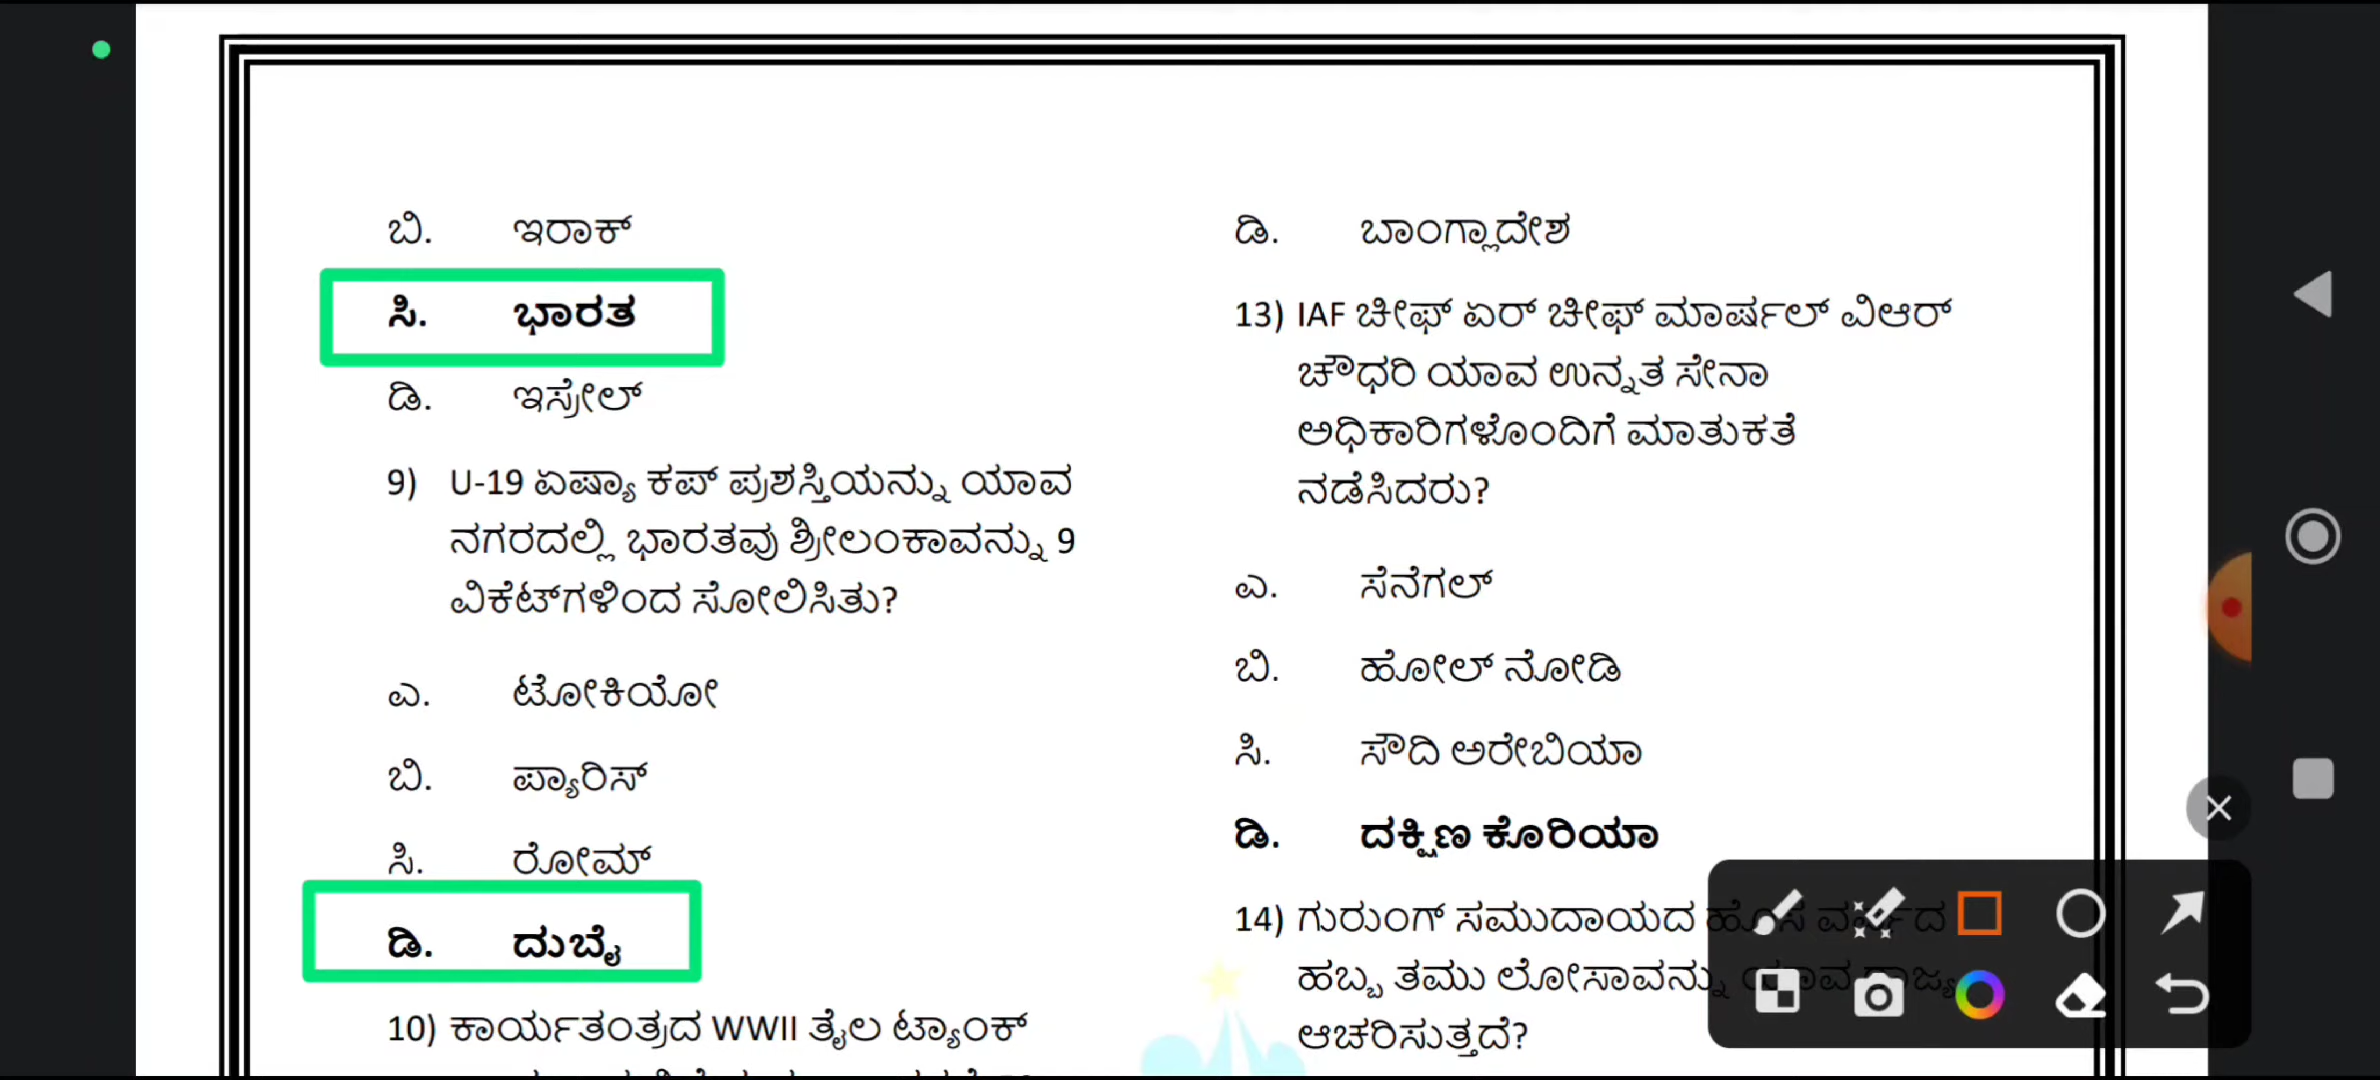 ಬಿ. ಇರಾಕ್
ಸಿ. ಭಾರತ
ಡಿ. ಇಸ್ರೇಲ್
9) U-19 ಏಷ್ಯಾ ಕಪ್ ಪ್ರಶಸ್ತಿಯನ್ನು ಯಾವ
ನಗರದಲ್ಲಿ ಭಾರತವು ಶ್ರೀಲಂಕಾವನ್ನು 9
ವಿಕೆಟ್‌ಗಳಿಂದ ಸೋಲಿಸಿತು?
ಎ. ಟೋಕಿಯೋ
ಬಿ. ಪ್ಯಾರಿಸ್
ಸಿ. ರೋಮ್
ಡಿ. ದುಬೈ
10) ಕಾರ್ಯತಂತ್ರದ WWII ತೈಲ ಟ್ಯಾಂಕ್
ಡಿ. ಬಾಂಗ್ಲಾದೇಶ
13) IAF ಚೀಫ್ ಏರ್ ಚೀಫ್ ಮಾರ್ಷಲ್ ವಿಆರ್
ಚೌಧರಿ ಯಾವ ಉನ್ನತ ಸೇನಾ
ಅಧಿಕಾರಿಗಳೊಂದಿಗೆ ಮಾತುಕತೆ
ನಡೆಸಿದರು?
ಎ. ಸೆನೆಗಲ್
ಬಿ. ಹೋಲ್ ನೋಡಿ
ಸಿ. ಸೌದಿ ಅರೇಬಿಯಾ
ಡಿ. ದಕ್ಷಿಣ ಕೊರಿಯಾ
14) ಗುರುಂಗ್ ಸಮುದಾಯದ ಹೊಸ ವರ್ಷದ
ಹಬ್ಬ ತಮು ಲೋಸಾವನ್ನು ಯಾವ ರಾಜ್ಯ
ಆಚರಿಸುತ್ತದೆ?